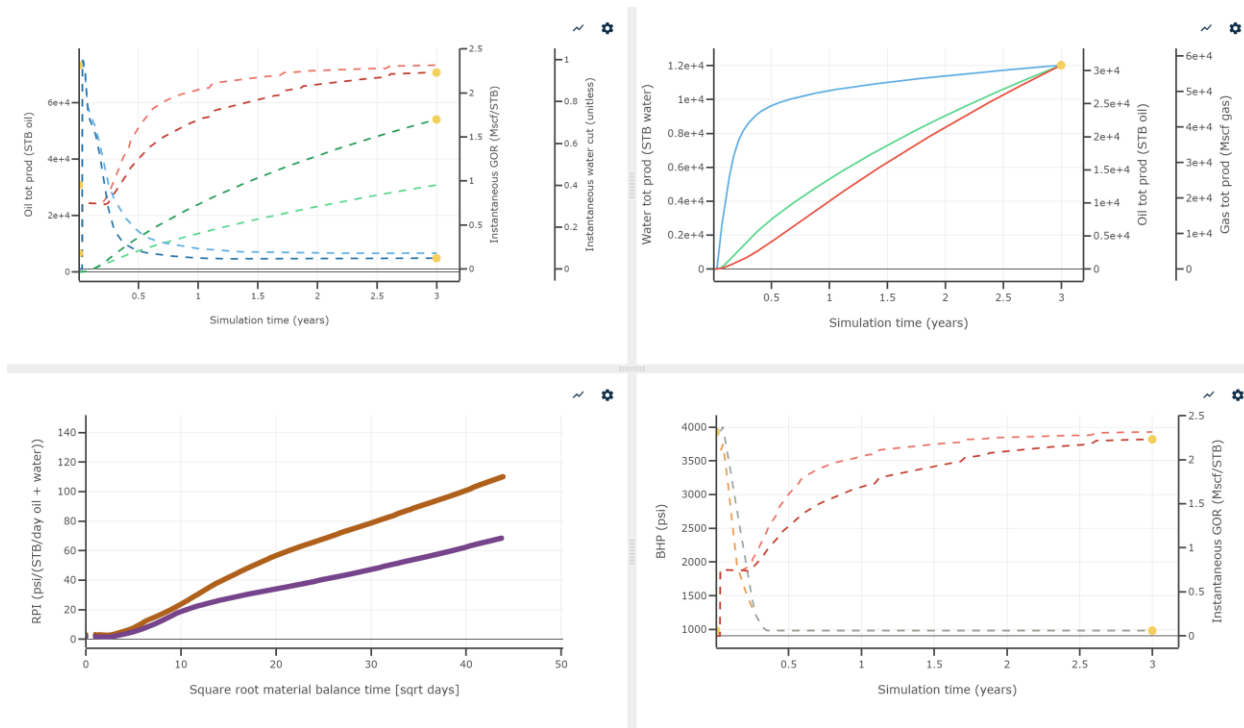 Oil tot prod (STB oil)
6e+4
4e+4
2e+4
0
0.5
1
1.5
2
2.5
3
Simulation time (years)
2.5
2
1.5
1
0.5
0
Instantaneous GOR (Mscf/STB)
1
0.8
0.6
0.4
0.2
0
Instantaneous water cut (unitless)
Water tot prod (STB water)
1.2e+4
1e+4
0.8e+4
0.6e+4
0.4e+4
0.2e+4
0
0.5
1
1.5
2
2.5
3
Simulation time (years)
3e+4
2.5e+4
2e+4
1.5e+4
1e+4
0.5e+4
0
Oil tot prod (STB oil)
6e+4
5e+4
4e+4
3e+4
2e+4
1e+4
0
Gas tot prod (Mscf gas)
RPI (psi/(STB/day oil + water))
140
120
100
80
60
40
20
0
0
10
20
30
40
50
Square root material balance time [sqrt days]
BHP (psi)
4000
3500
3000
2500
2000
1500
1000
0.5
1
1.5
2
2.5
3
Simulation time (years)
2.5
2
1.5
1
0.5
0
Instantaneous GOR (Mscf/STB)